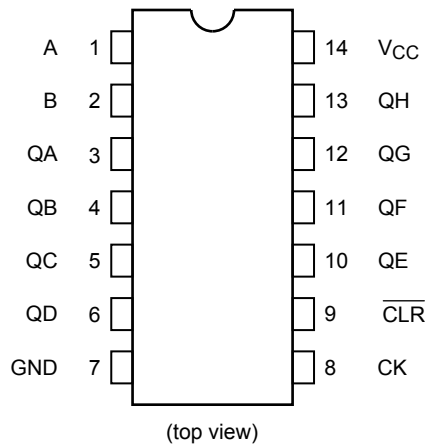 A 1 14 VCC
B 2 13 QH
QA 3 12 QG
QB 4 11 QF
QC 5 10 QE
QD 6 9 C̅L̅R̅
GND 7 8 CK
(top view)